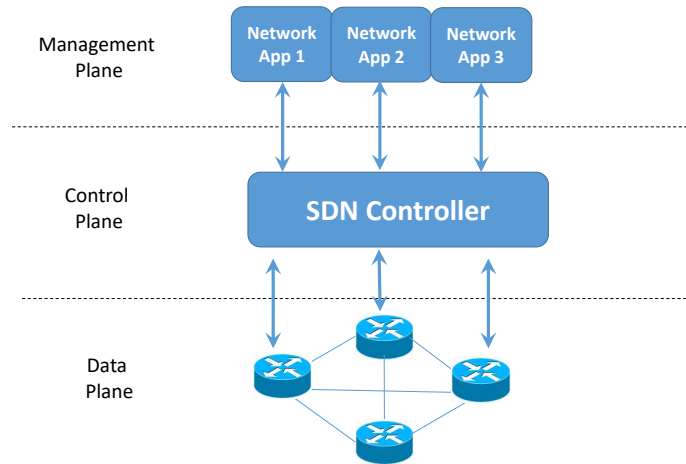 Management
Plane
Network
App 1
Network
App 2
Network
App 3
Control
Plane
SDN Controller
Data
Plane